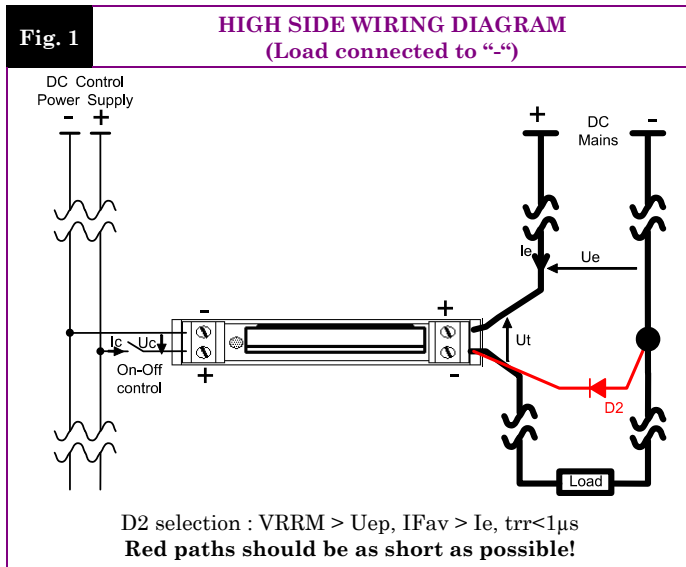 Fig. 1
HIGH SIDE WIRING DIAGRAM
(Load connected to “-“)
DC Control
Power Supply
- +
+ DC -
Mains
Ie
Ue
- +
Ic Uc
Ut
On-Off
control
+ -
D2
Load
D2 selection : VRRM > Uep, IFav > Ie, trr<1µs
Red paths should be as short as possible!